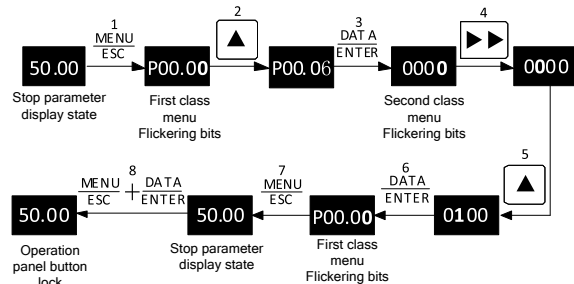 1
MENU
ESC
2
3
DATA
ENTER
4
50.00
P00.00
P00.06
0000
0000
Stop parameter
display state
First class
menu
Flickering bits
Second class
menu
Flickering bits
5
8
MENU
ESC
+
DATA
ENTER
7
MENU
ESC
6
DATA
ENTER
50.00
50.00
P00.00
0100
Operation
panel button
lock
Stop parameter
display state
First class
menu
Flickering bits